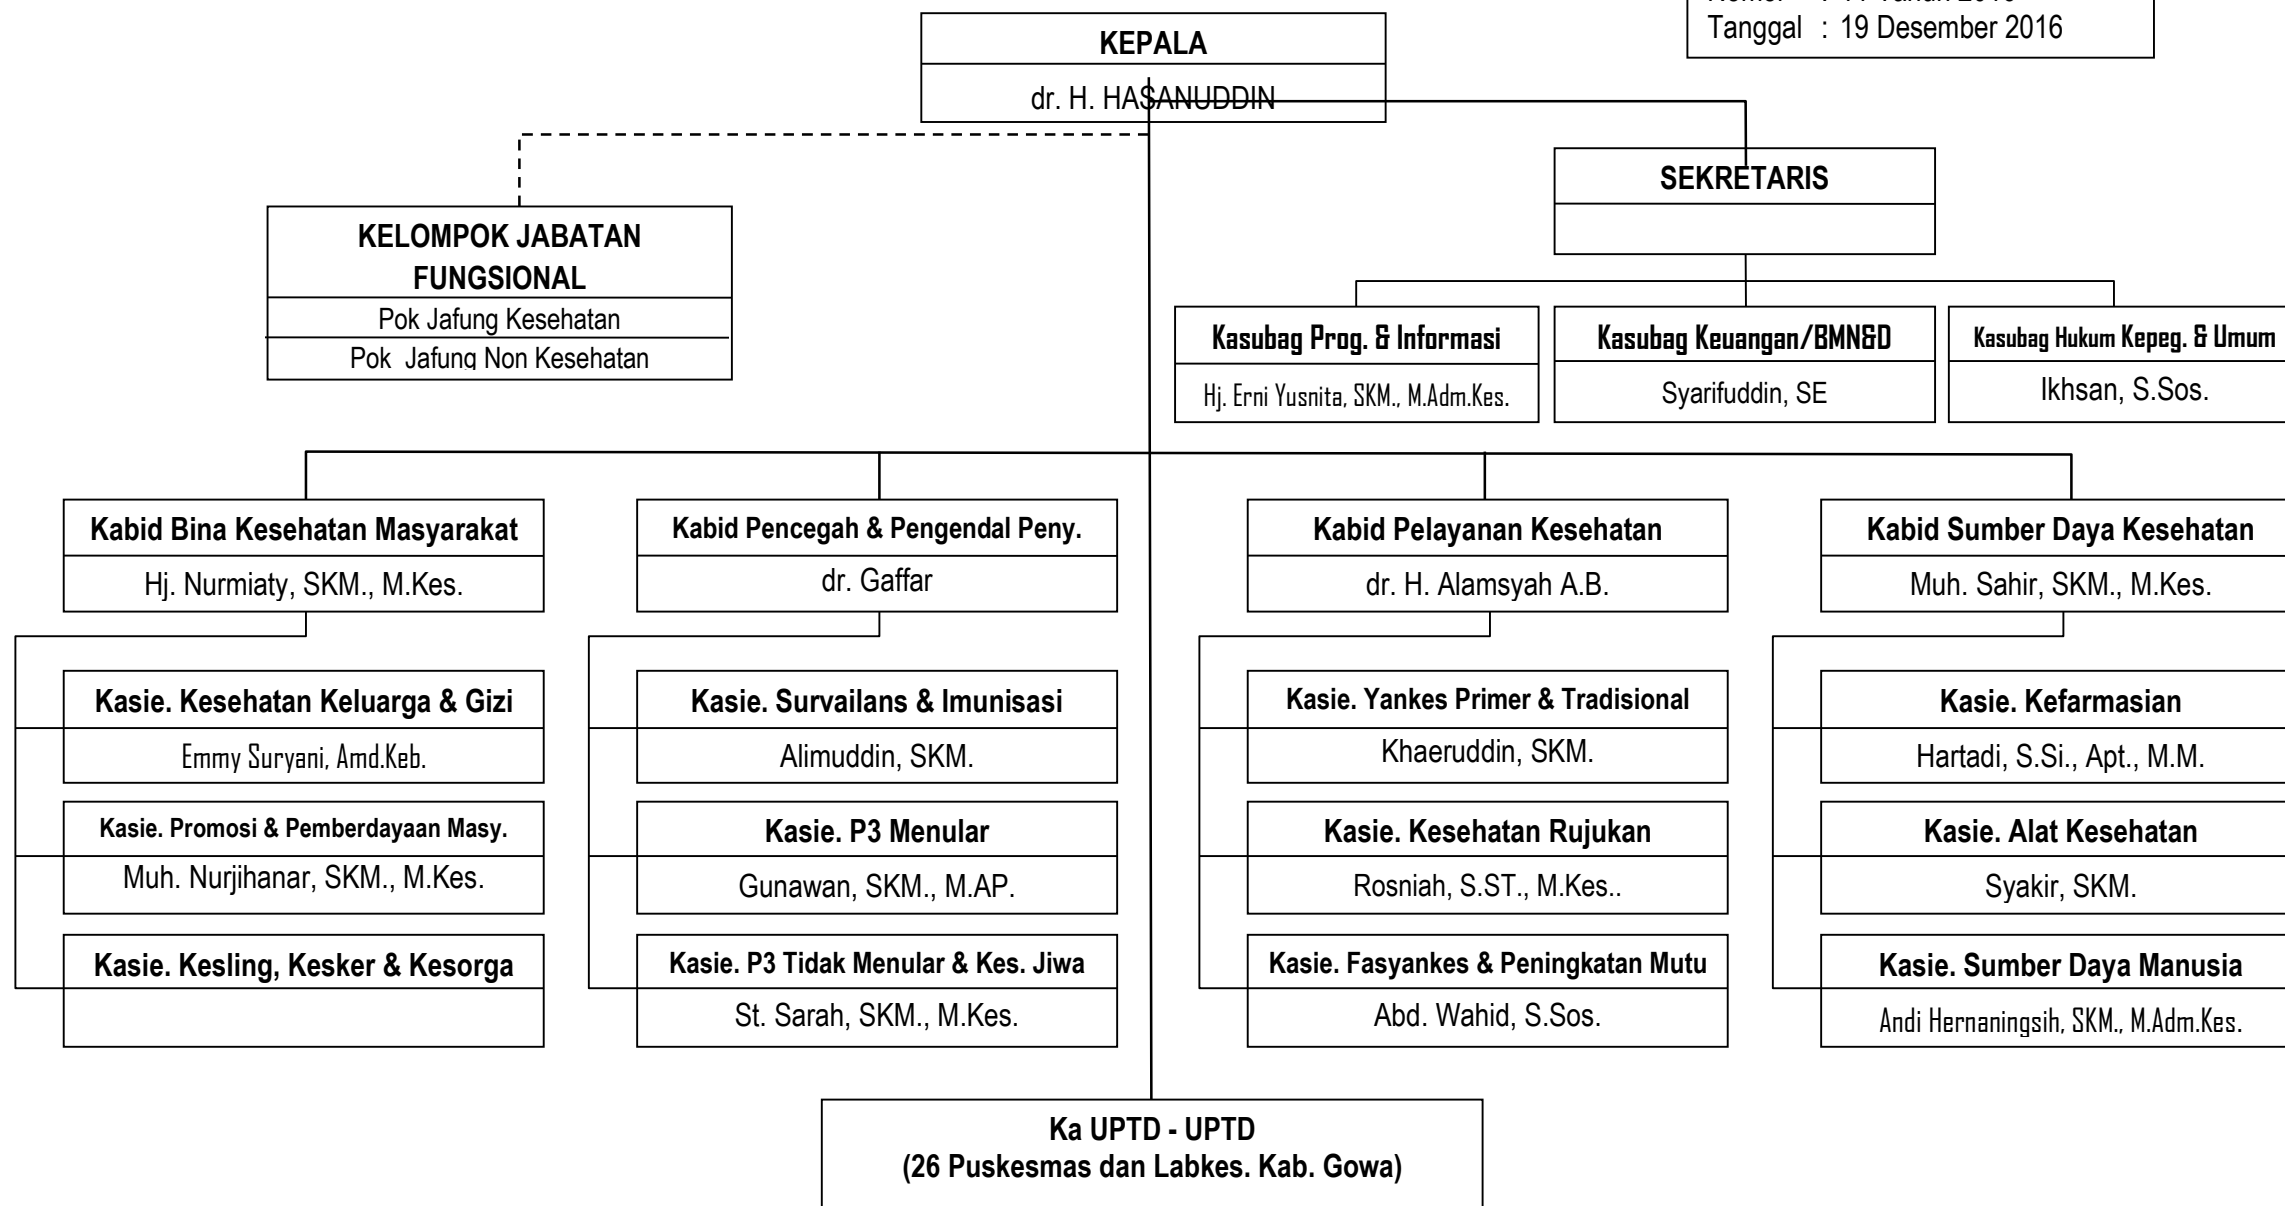 Tanggal : 19 Desember 2016
KEPALA
dr. H. HASANUDDIN
SEKRETARIS
KELOMPOK JABATAN
FUNGSIONAL
Pok Jafung Kesehatan
Pok Jafung Non Kesehatan
Kasubag Prog. & Informasi
Hj. Erni Yusnita, SKM., M.Adm.Kes.
Kasubag Keuangan/BMN&D
Syarifuddin, SE
Kasubag Hukum Kepeg. & Umum
Ikhsan, S.Sos.
Kabid Bina Kesehatan Masyarakat
Hj. Nurmiaty, SKM., M.Kes.
Kabid Pencegah & Pengendal Peny.
dr. Gaffar
Kabid Pelayanan Kesehatan
dr. H. Alamsyah A.B.
Kabid Sumber Daya Kesehatan
Muh. Sahir, SKM., M.Kes.
Kasie. Kesehatan Keluarga & Gizi
Emmy Suryani, Amd.Keb.
Kasie. Survailans & Imunisasi
Alimuddin, SKM.
Kasie. Yankes Primer & Tradisional
Khaeruddin, SKM.
Kasie. Kefarmasian
Hartadi, S.Si., Apt., M.M.
Kasie. Promosi & Pemberdayaan Masy.
Muh. Nurjihanar, SKM., M.Kes.
Kasie. P3 Menular
Gunawan, SKM., M.AP.
Kasie. Kesehatan Rujukan
Rosniah, S.ST., M.Kes..
Kasie. Alat Kesehatan
Syakir, SKM.
Kasie. Kesling, Kesker & Kesorga
Kasie. P3 Tidak Menular & Kes. Jiwa
St. Sarah, SKM., M.Kes.
Kasie. Fasyankes & Peningkatan Mutu
Abd. Wahid, S.Sos.
Kasie. Sumber Daya Manusia
Andi Hernaningsih, SKM., M.Adm.Kes.
Ka UPTD - UPTD
(26 Puskesmas dan Labkes. Kab. Gowa)